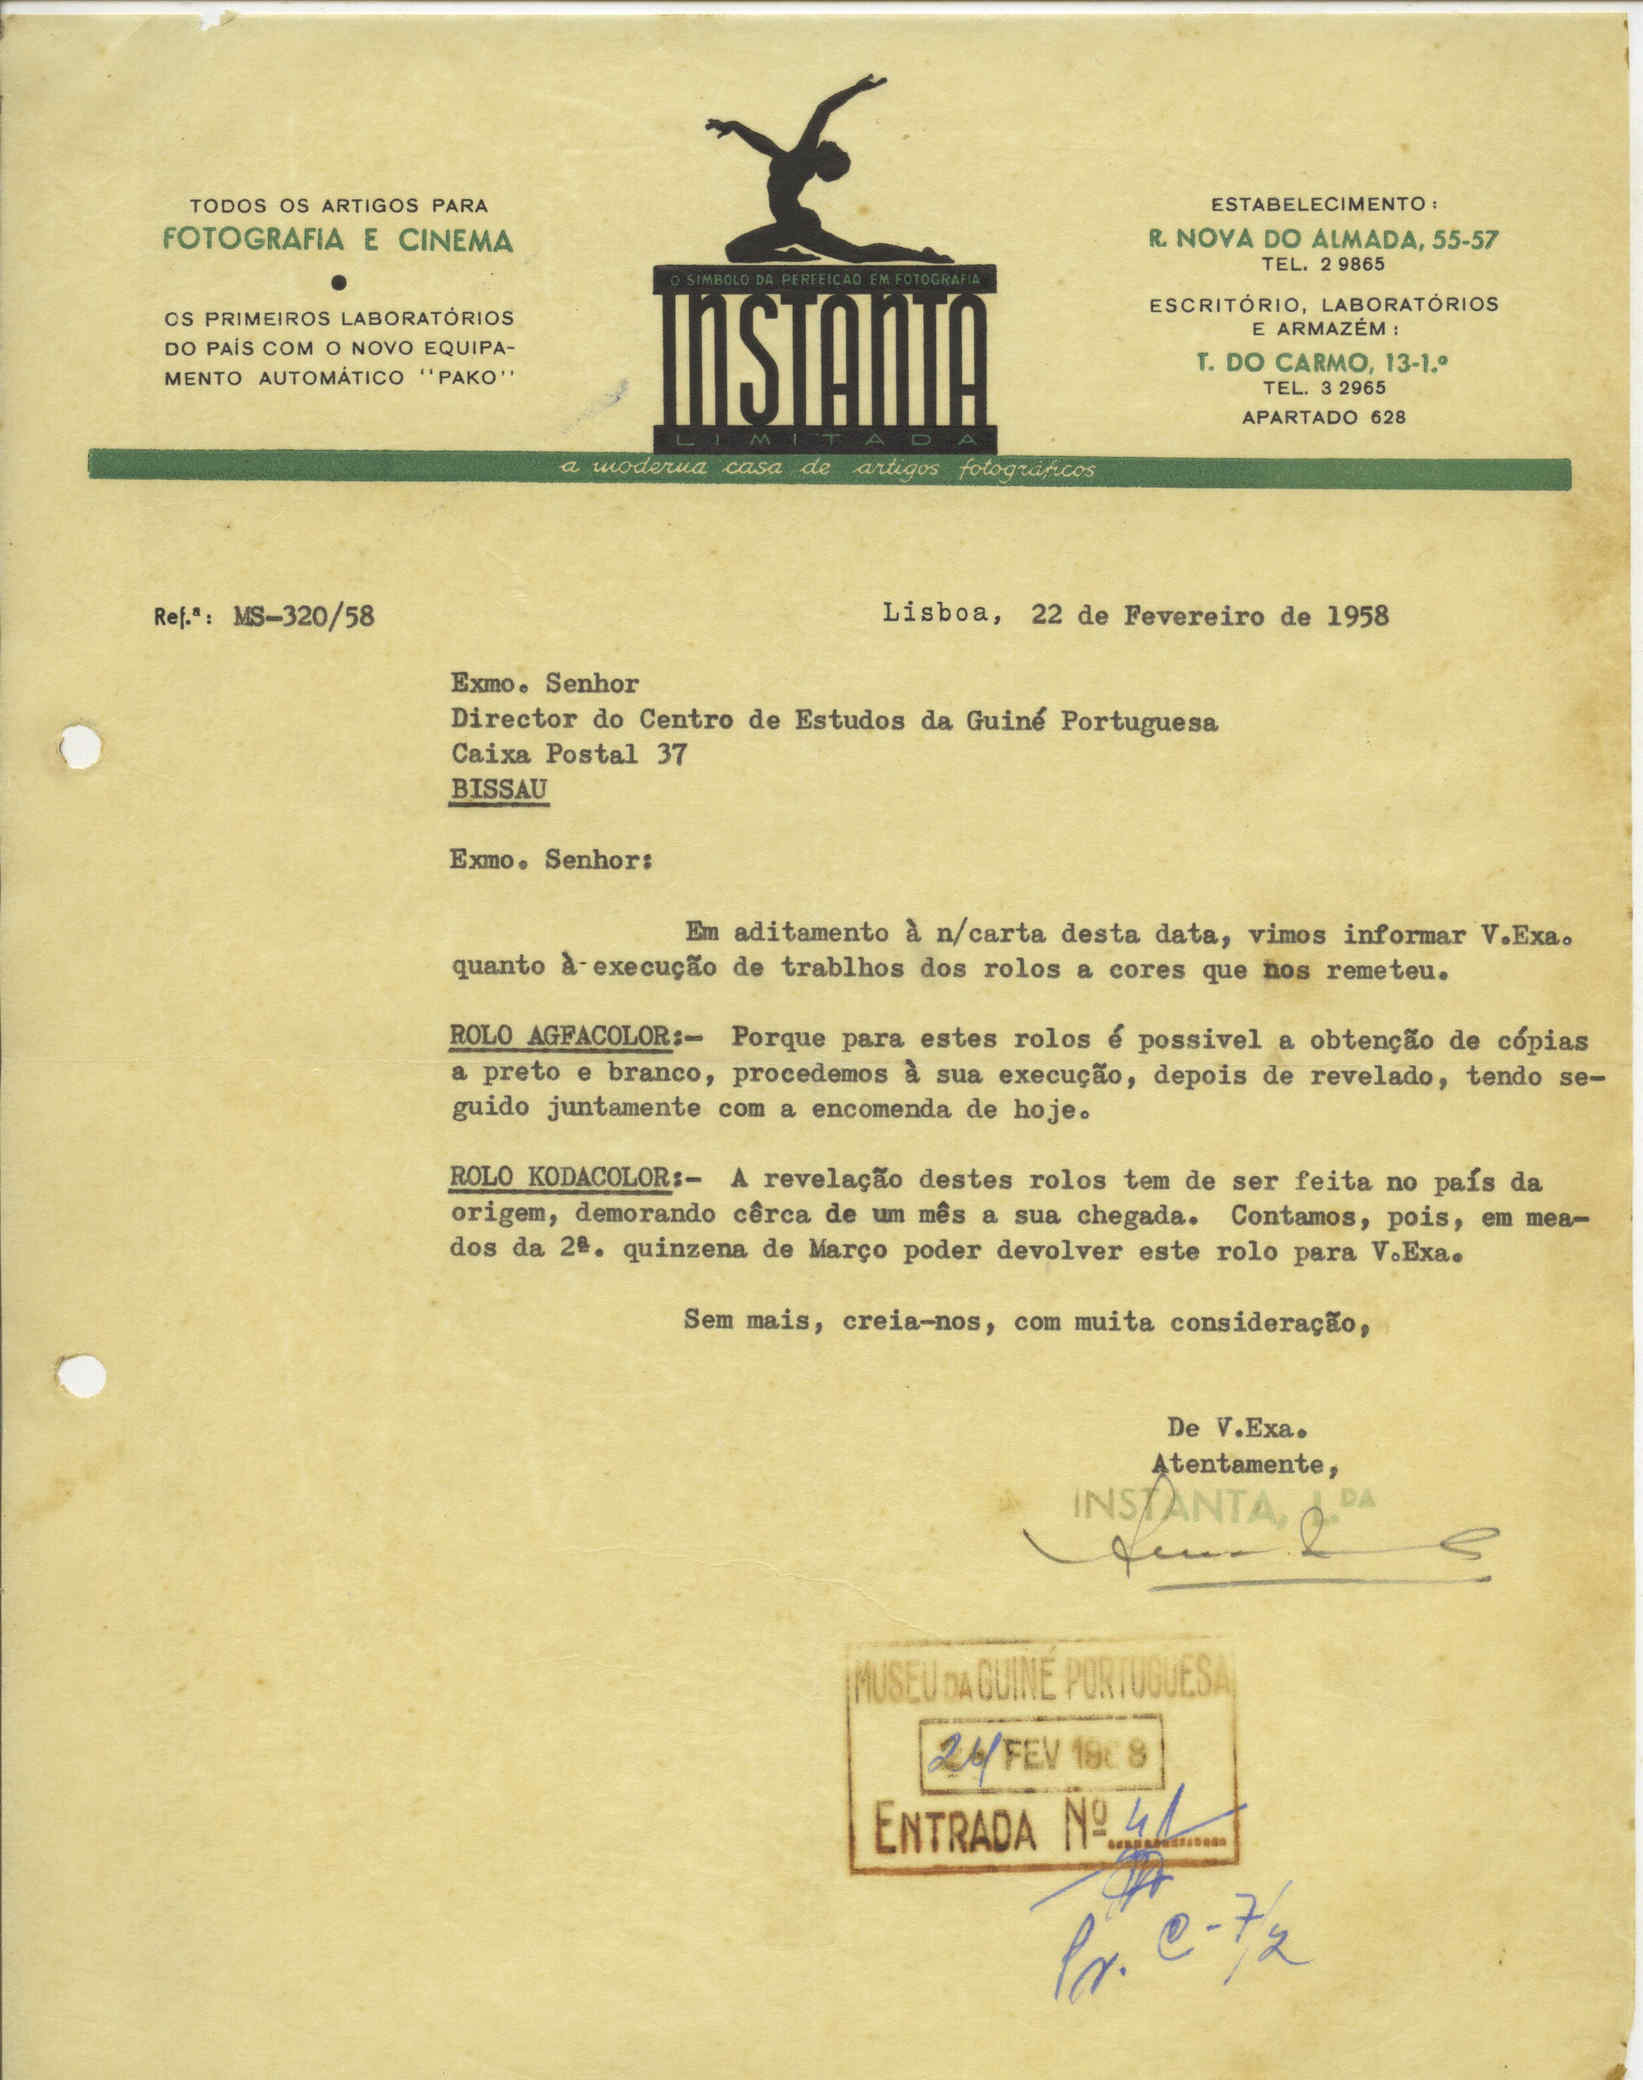 TODOS OS ARTIGOS PARA
FOTOGRAFIA E CINEMA
OS PRIMEIROS LABORATÓRIOS
DO PAÍS COM O NOVO EQUIPA-
MENTO AUTOMÁTICO "PAKO"
O SIMBOLO DA PERFEIÇÃO EM FOTOGRAFIA
INSTANTA
LIMITADA
a moderna casa de artigos fotográficos
ESTABELECIMENTO:
R. NOVA DO ALMADA, 55-57
TEL. 2 9865
ESCRITÓRIO, LABORATÓRIOS
E ARMAZÉM:
T. DO CARMO, 13-1.º
TEL. 3 2965
APARTADO 628
Ref.ª: MS-320/58
Lisboa, 22 de Fevereiro de 1958
Exmo. Senhor
Director do Centro de Estudos da Guiné Portuguesa
Caixa Postal 37
BISSAU
Exmo. Senhor:
Em aditamento à n/carta desta data, vimos informar V.Exa.
quanto à execução de trablhos dos rolos a cores que nos remeteu.
ROLO AGFACOLOR:- Porque para estes rolos é possivel a obtenção de cópias
a preto e branco, procedemos à sua execução, depois de revelado, tendo se-
guido juntamente com a encomenda de hoje.
ROLO KODACOLOR:- A revelação destes rolos tem de ser feita no país da
origem, demorando cêrca de um mês a sua chegada. Contamos, pois, em mea-
dos da 2ª. quinzena de Março poder devolver este rolo para V.Exa.
Sem mais, creia-nos, com muita consideração,
De V.Exa.
Atentamente,
INSTANTA, L.DA
MUSEU DA GUINÉ PORTUGUESA
24 FEV 1958
ENTRADA Nº 41
Pr. C-7/2